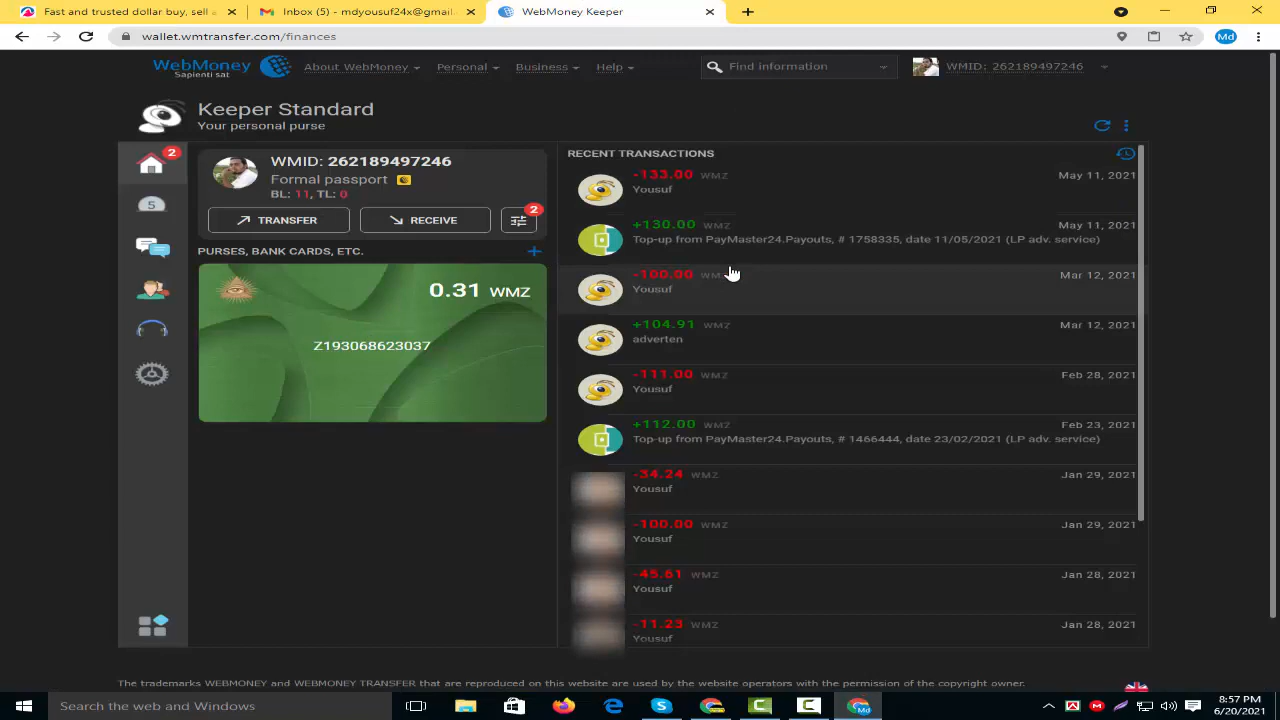 Fast and trusted dollar buy, sell
Inbox (5) - mdyousuf24x@gmail.
WebMoney Keeper
wallet.wmtransfer.com/finances
Md
WebMoney
Sapienti sat
About WebMoney
Personal
Business
Help
Find information
WMID: 262189497246
Keeper Standard
Your personal purse
2
5
WMID: 262189497246
Formal passport
BL: 11, TL: 0
TRANSFER
RECEIVE
2
PURSES, BANK CARDS, ETC.
+
0.31 WMZ
Z193068623037
RECENT TRANSACTIONS
-133.00 WMZ
May 11, 2021
Yousuf
+130.00 WMZ
May 11, 2021
Top-up from PayMaster24.Payouts, # 1758335, date 11/05/2021 (LP adv. service)
-100.00 WMZ
Mar 12, 2021
Yousuf
+104.91 WMZ
Mar 12, 2021
adverten
-111.00 WMZ
Feb 28, 2021
Yousuf
+112.00 WMZ
Feb 23, 2021
Top-up from PayMaster24.Payouts, # 1466444, date 23/02/2021 (LP adv. service)
-34.24 WMZ
Jan 29, 2021
Yousuf
-100.00 WMZ
Jan 29, 2021
Yousuf
-45.61 WMZ
Jan 28, 2021
Yousuf
-11.23 WMZ
Jan 28, 2021
Yousuf
The trademarks WEBMONEY and WEBMONEY TRANSFER that are reproduced on this website are used by the website operators with the permission of the copyright owner.
Search the web and Windows
Md
8:57 PM
6/20/2021